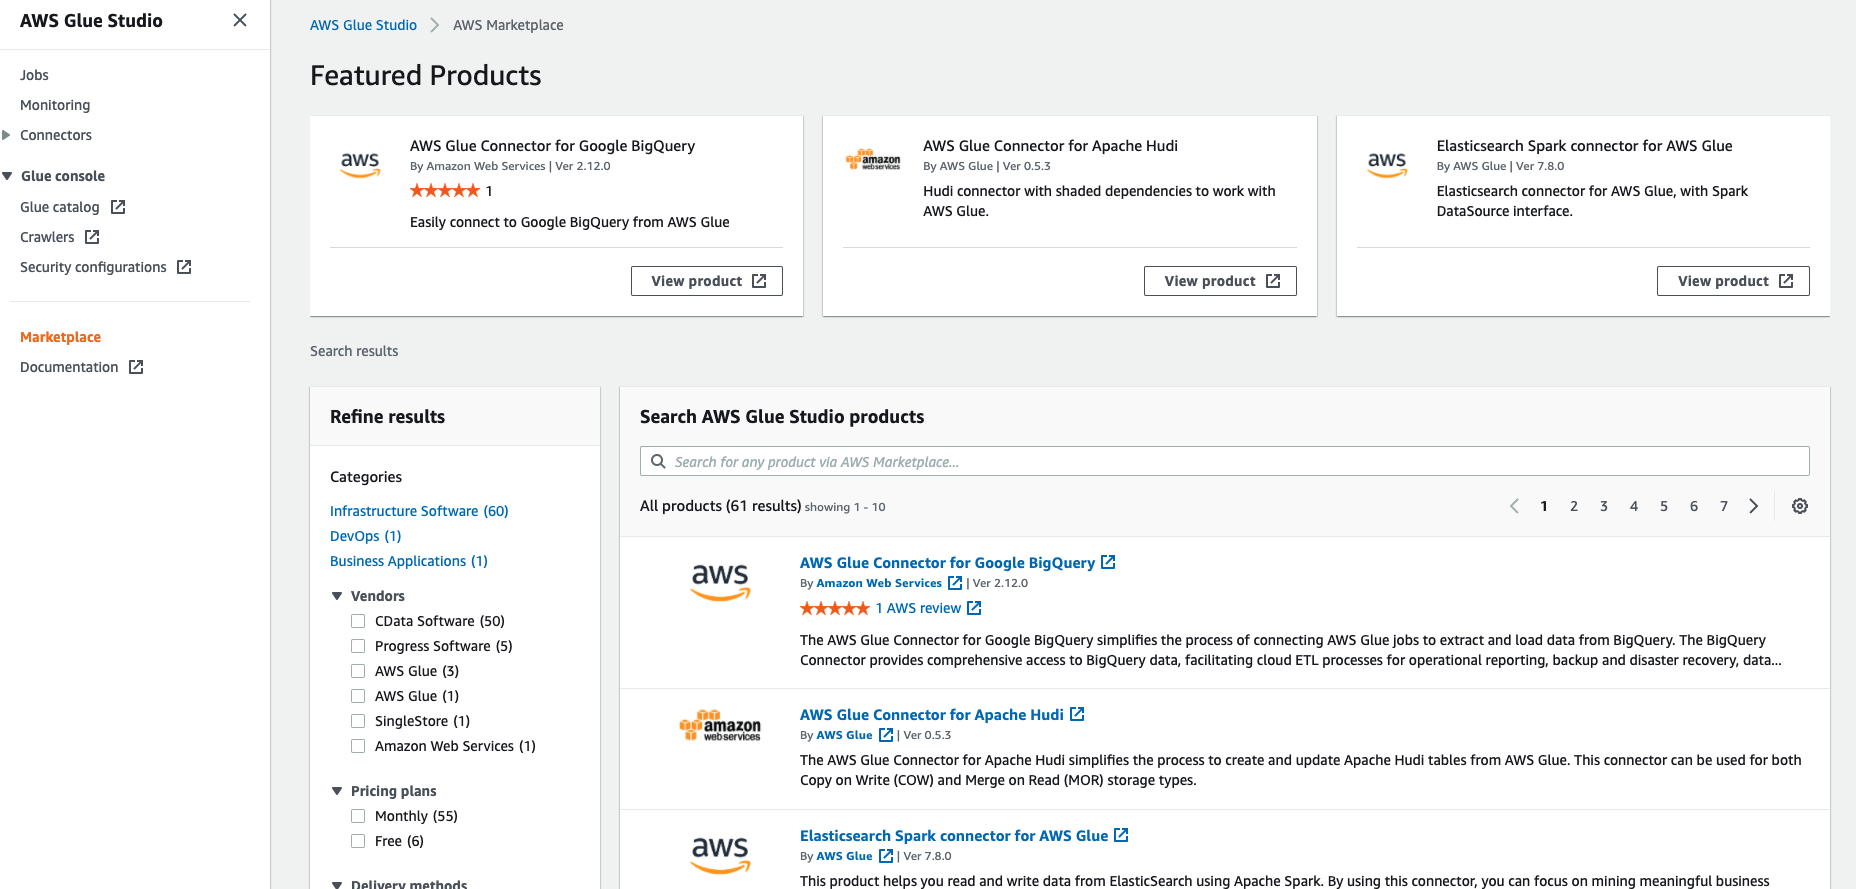 AWS Glue Studio
Jobs
Monitoring
Connectors
Glue console
Glue catalog
Crawlers
Security configurations
Marketplace
Documentation
AWS Glue Studio AWS Marketplace
Featured Products
aws
AWS Glue Connector for Google BigQuery
By Amazon Web Services | Ver 2.12.0
1
Easily connect to Google BigQuery from AWS Glue
View product
amazon
webservices
AWS Glue Connector for Apache Hudi
By AWS Glue | Ver 0.5.3
Hudi connector with shaded dependencies to work with
AWS Glue.
View product
aws
Elasticsearch Spark connector for AWS Glue
By AWS Glue | Ver 7.8.0
Elasticsearch connector for AWS Glue, with Spark
DataSource interface.
View product
Search results
Refine results
Categories
Infrastructure Software (60)
DevOps (1)
Business Applications (1)
Vendors
CData Software (50)
Progress Software (5)
AWS Glue (3)
AWS Glue (1)
SingleStore (1)
Amazon Web Services (1)
Pricing plans
Monthly (55)
Free (6)
Delivery methods
Search AWS Glue Studio products
Search for any product via AWS Marketplace...
All products (61 results) showing 1 - 10
1 2 3 4 5 6 7
aws
AWS Glue Connector for Google BigQuery
By Amazon Web Services | Ver 2.12.0
1 AWS review
The AWS Glue Connector for Google BigQuery simplifies the process of connecting AWS Glue jobs to extract and load data from BigQuery. The BigQuery
Connector provides comprehensive access to BigQuery data, facilitating cloud ETL processes for operational reporting, backup and disaster recovery, data...
amazon
webservices
AWS Glue Connector for Apache Hudi
By AWS Glue | Ver 0.5.3
The AWS Glue Connector for Apache Hudi simplifies the process to create and update Apache Hudi tables from AWS Glue. This connector can be used for both
Copy on Write (COW) and Merge on Read (MOR) storage types.
aws
Elasticsearch Spark connector for AWS Glue
By AWS Glue | Ver 7.8.0
This product helps you read and write data from ElasticSearch using Apache Spark. By using this connector, you can focus on mining meaningful business